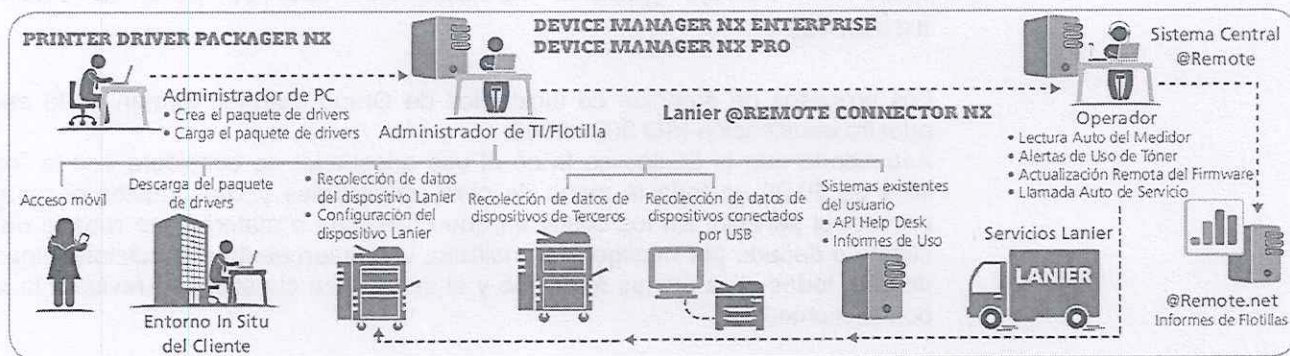 PRINTER DRIVER PACKAGER NX
Administrador de PC
• Crea el paquete de drivers
• Carga el paquete de drivers
DEVICE MANAGER NX ENTERPRISE
DEVICE MANAGER NX PRO
Administrador de TI/Flotilla
Lanier @REMOTE CONNECTOR NX
Sistema Central
@Remote
Operador
• Lectura Auto del Medidor
• Alertas de Uso de Tóner
• Actualización Remota del Firmware
• Llamada Auto de Servicio
Acceso móvil
Descarga del paquete
de drivers
Entorno In Situ
del Cliente
• Recolección de datos
del dispositivo Lanier
• Configuración del
dispositivo Lanier
Recolección de datos de
dispositivos de Terceros
Recolección de datos de
dispositivos conectados
por USB
Sistemas existentes
del usuario
• API Help Desk
• Informes de Uso
Servicios Lanier
LANIER
@Remote.net
Informes de Flotillas